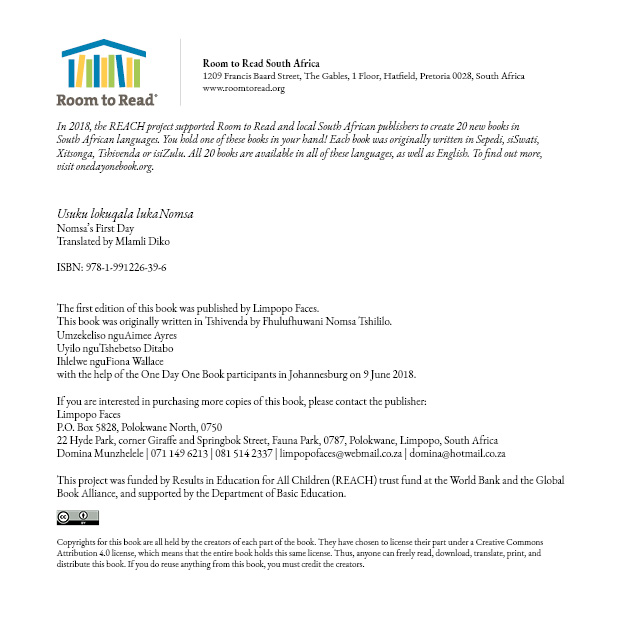 Room to Read®
Room to Read South Africa
1209 Francis Baard Street, The Gables, 1 Floor, Hatfield, Pretoria 0028, South Africa
www.roomtoread.org
In 2018, the REACH project supported Room to Read and local South African publishers to create 20 new books in
South African languages. You hold one of these books in your hand! Each book was originally written in Sepedi, siSwati,
Xitsonga, Tshivenda or isiZulu. All 20 books are available in all of these languages, as well as English. To find out more,
visit onedayonebook.org.
Usuku lokuqala lukaNomsa
Nomsa's First Day
Translated by Mlamli Diko
ISBN: 978-1-991226-39-6
The first edition of this book was published by Limpopo Faces.
This book was originally written in Tshivenda by Fhulufhuwani Nomsa Tshililo.
Umzekeliso nguAimee Ayres
Uyilo nguTshebetso Ditabo
Ihlelwe nguFiona Wallace
with the help of the One Day One Book participants in Johannesburg on 9 June 2018.
If you are interested in purchasing more copies of this book, please contact the publisher:
Limpopo Faces
P.O. Box 5828, Polokwane North, 0750
22 Hyde Park, corner Giraffe and Springbok Street, Fauna Park, 0787, Polokwane, Limpopo, South Africa
Domina Munzhelele | 071 149 6213 | 081 514 2337 | limpopofaces@webmail.co.za | domina@hotmail.co.za
This project was funded by Results in Education for All Children (REACH) trust fund at the World Bank and the Global
Book Alliance, and supported by the Department of Basic Education.
cc BY
Copyrights for this book are all held by the creators of each part of the book. They have chosen to license their part under a Creative Commons
Attribution 4.0 license, which means that the entire book holds this same license. Thus, anyone can freely read, download, translate, print, and
distribute this book. If you do reuse anything from this book, you must credit the creators.